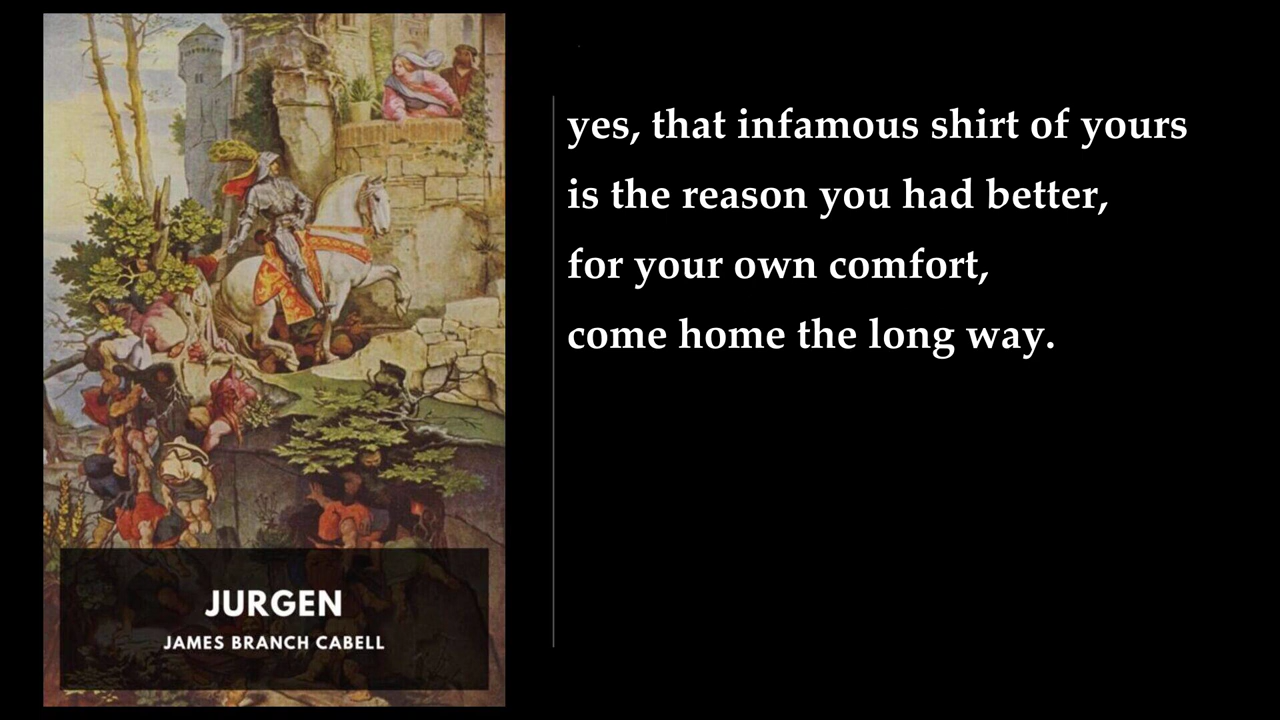 JURGEN
JAMES BRANCH CABELL
yes, that infamous shirt of yours
is the reason you had better,
for your own comfort,
come home the long way.